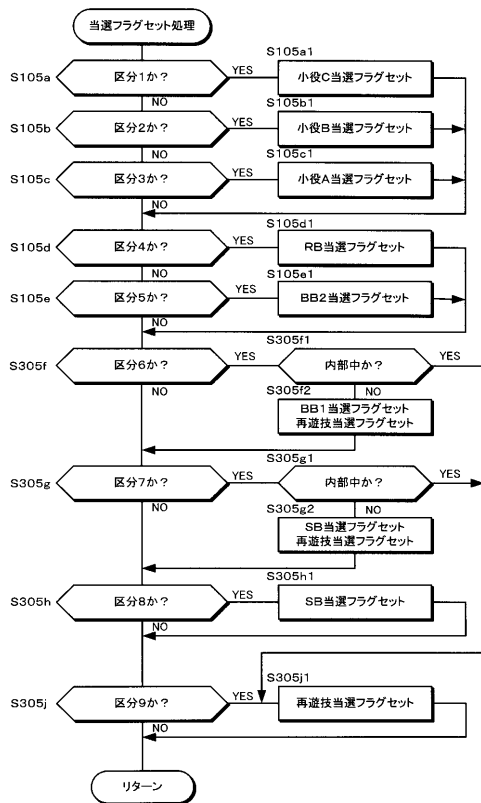 当選フラグセット処理
S105a
区分1か?
YES
S105a1
小役C当選フラグセット
NO
S105b
区分2か?
YES
S105b1
小役B当選フラグセット
NO
S105c
区分3か?
YES
S105c1
小役A当選フラグセット
NO
S105d
区分4か?
YES
S105d1
RB当選フラグセット
NO
S105e
区分5か?
YES
S105e1
BB2当選フラグセット
NO
S305f
区分6か?
YES
S305f1
内部中か?
YES
NO
NO
S305f2
BB1当選フラグセット
再遊技当選フラグセット
S305g
区分7か?
YES
S305g1
内部中か?
YES
NO
NO
S305g2
SB当選フラグセット
再遊技当選フラグセット
S305h
区分8か?
YES
S305h1
SB当選フラグセット
NO
S305j
区分9か?
YES
S305j1
再遊技当選フラグセット
NO
リターン